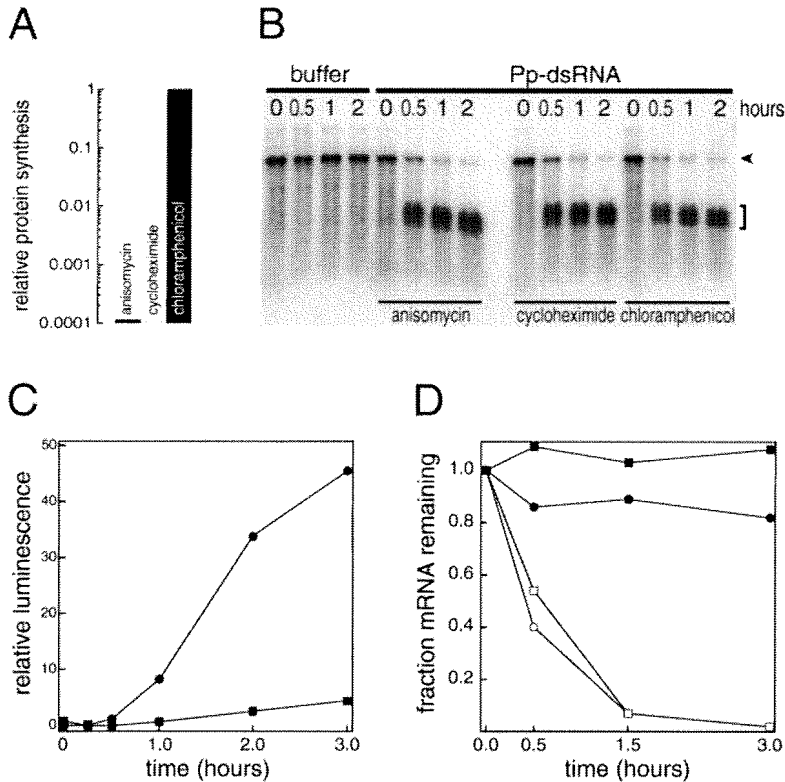 A
relative protein synthesis
1
0.1
0.01
0.001
0.0001
anisomycin
cycloheximide
chloramphenicol
B
buffer Pp-dsRNA
0 0.5 1 2 0 0.5 1 2 0 0.5 1 2 0 0.5 1 2 hours
anisomycin cycloheximide chloramphenicol
C
relative luminescence
50
40
30
20
10
0
0 1.0 2.0 3.0
time (hours)
D
fraction mRNA remaining
1.0
0.8
0.6
0.4
0.2
0.0 0.5 1.5 3.0
time (hours)